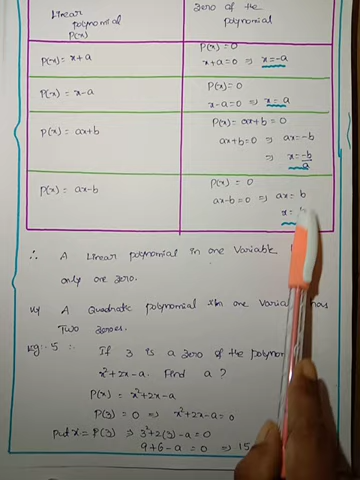 Linear polynomial P(x)
Zero of the polynomial
P(x) = x+a
P(x) = 0
x+a=0 ⇒ x=-a
P(x) = x-a
P(x) = 0
x-a=0 ⇒ x=a
P(x) = ax+b
P(x) = ax+b = 0
ax+b=0 ⇒ ax=-b
⇒ x=-b/a
P(x) = ax-b
P(x) = 0
ax-b=0 ⇒ ax=b
x=
∴ A Linear polynomial in one Variable
only one zero.
A Quadratic polynomial in one has
Two zeroes.
Eg:-5 :- If 3 is a zero of the
x²+2x-a. Find a?
P(x) = x²+2x-a
P(3) = 0 ⇒ x²+2x-a=0
put x= P(3) ⇒ 3²+2(3)-a=0
9+6-a = 0 ⇒ 15